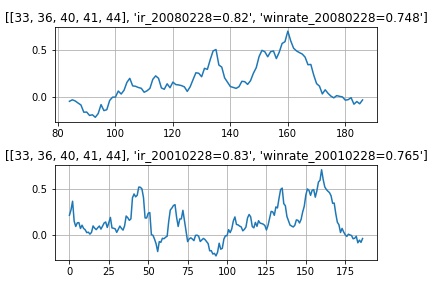 [[33, 36, 40, 41, 44], 'ir_20080228=0.82', 'winrate_20080228=0.748']
0.5
0.0
80 100 120 140 160 180
[[33, 36, 40, 41, 44], 'ir_20010228=0.83', 'winrate_20010228=0.765']
0.5
0.0
0 25 50 75 100 125 150 175